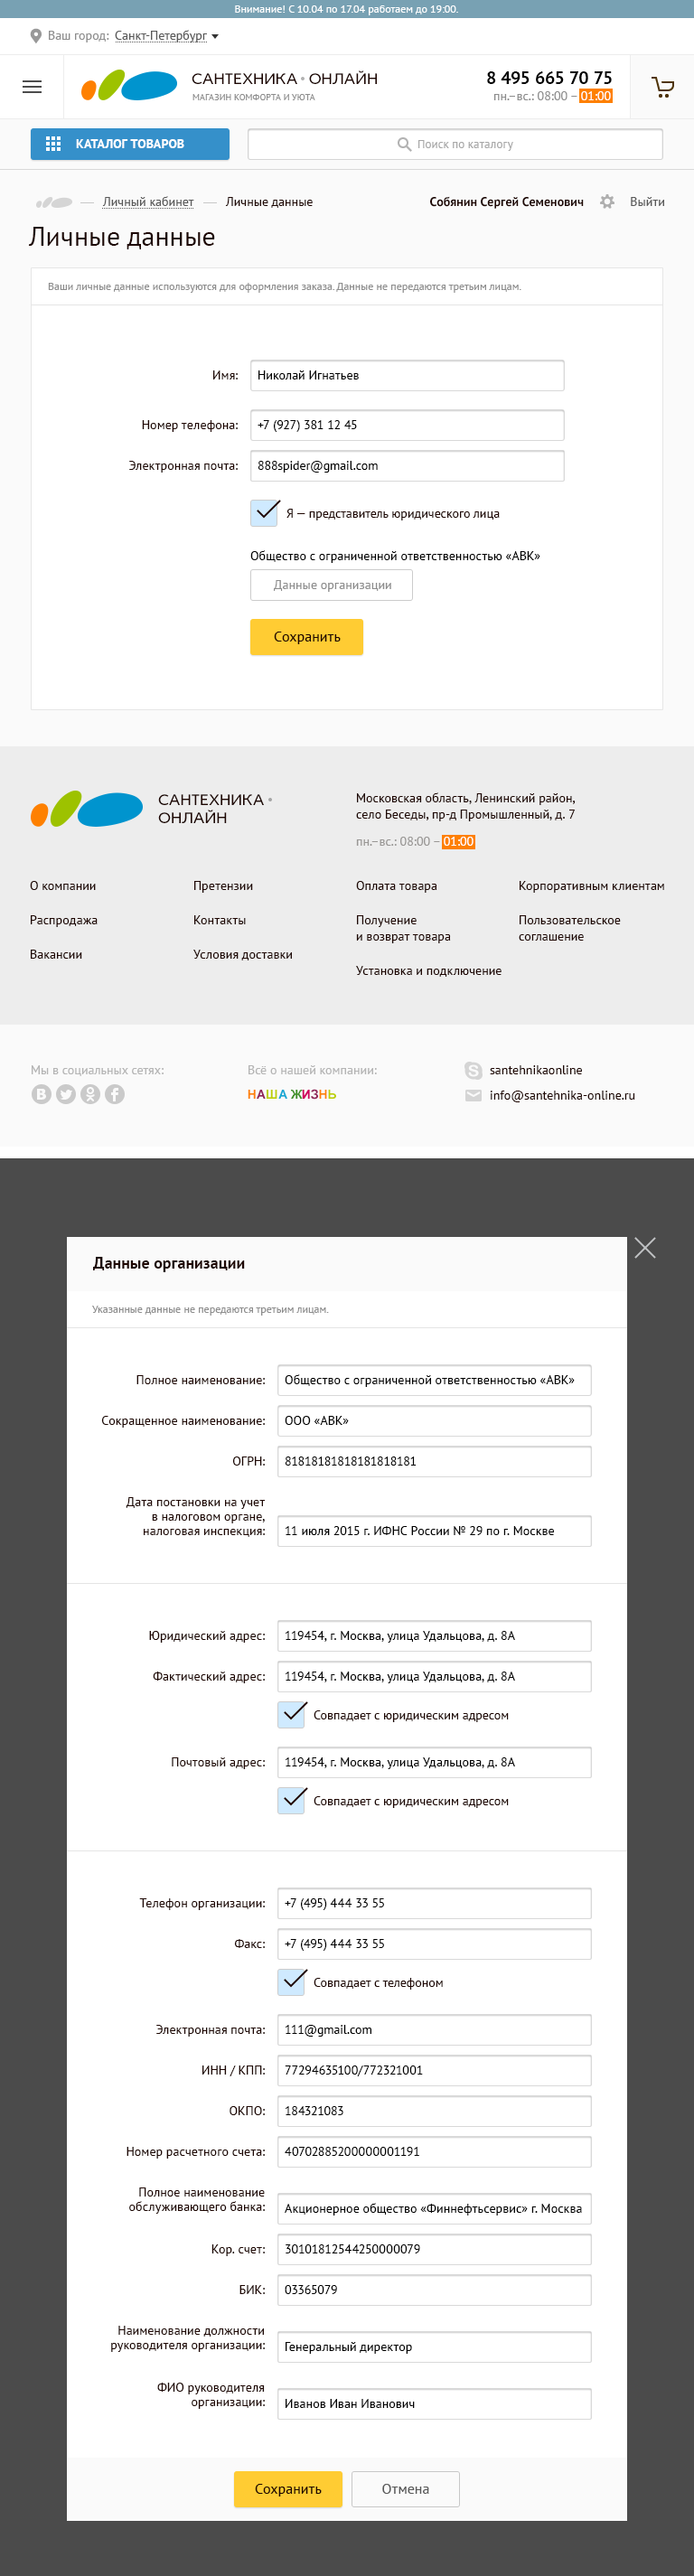 Внимание! С 10.04 по 17.04 работаем до 19:00.
Ваш город: Санкт-Петербург
САНТЕХНИКА • ОНЛАЙН
МАГАЗИН КОМФОРТА И УЮТА
8 495 665 70 75
пн.–вс.: 08:00 – 01:00
КАТАЛОГ ТОВАРОВ
Поиск по каталогу
— Личный кабинет — Личные данные
Собянин Сергей Семенович
Выйти
Личные данные
Ваши личные данные используются для оформления заказа. Данные не передаются третьим лицам.
Имя: Николай Игнатьев
Номер телефона: +7 (927) 381 12 45
Электронная почта: 888spider@gmail.com
Я — представитель юридического лица
Общество с ограниченной ответственностью «АВК»
Данные организации
Сохранить
САНТЕХНИКА •
ОНЛАЙН
Московская область, Ленинский район,
село Беседы, пр-д Промышленный, д. 7
пн.–вс.: 08:00 – 01:00
О компании
Распродажа
Вакансии
Претензии
Контакты
Условия доставки
Оплата товара
Получение
и возврат товара
Установка и подключение
Корпоративным клиентам
Пользовательское
соглашение
Мы в социальных сетях:
Всё о нашей компании:
НАША ЖИЗНЬ
santehnikaonline
info@santehnika-online.ru
Данные организации
Указанные данные не передаются третьим лицам.
Полное наименование: Общество с ограниченной ответственностью «АВК»
Сокращенное наименование: ООО «АВК»
ОГРН: 81818181818181818181
Дата постановки на учет
в налоговом органе,
налоговая инспекция: 11 июля 2015 г. ИФНС России № 29 по г. Москве
Юридический адрес: 119454, г. Москва, улица Удальцова, д. 8А
Фактический адрес: 119454, г. Москва, улица Удальцова, д. 8А
Совпадает с юридическим адресом
Почтовый адрес: 119454, г. Москва, улица Удальцова, д. 8А
Совпадает с юридическим адресом
Телефон организации: +7 (495) 444 33 55
Факс: +7 (495) 444 33 55
Совпадает с телефоном
Электронная почта: 111@gmail.com
ИНН / КПП: 77294635100/772321001
ОКПО: 184321083
Номер расчетного счета: 40702885200000001191
Полное наименование
обслуживающего банка: Акционерное общество «Финнефтьсервис» г. Москва
Кор. счет: 30101812544250000079
БИК: 03365079
Наименование должности
руководителя организации: Генеральный директор
ФИО руководителя
организации: Иванов Иван Иванович
Сохранить
Отмена